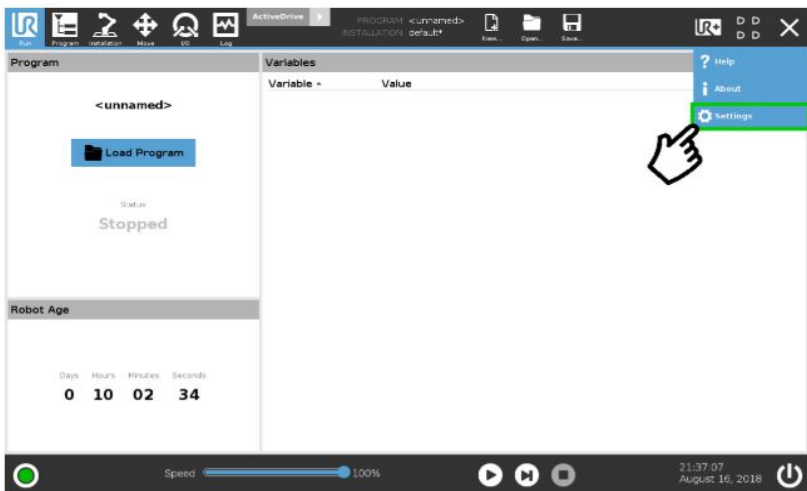 UR
Run
Program
Installation
Move
I/O
Log
ActiveDrive
PROGRAM <unnamed>
INSTALLATION default*
New...
Open...
Save...
UR+
D D
D D
Program
<unnamed>
Load Program
Status
Stopped
Variables
Variable
Value
? Help
i About
Settings
Robot Age
Days Hours Minutes Seconds
0 10 02 34
Speed
100%
21:37:07
August 16, 2018